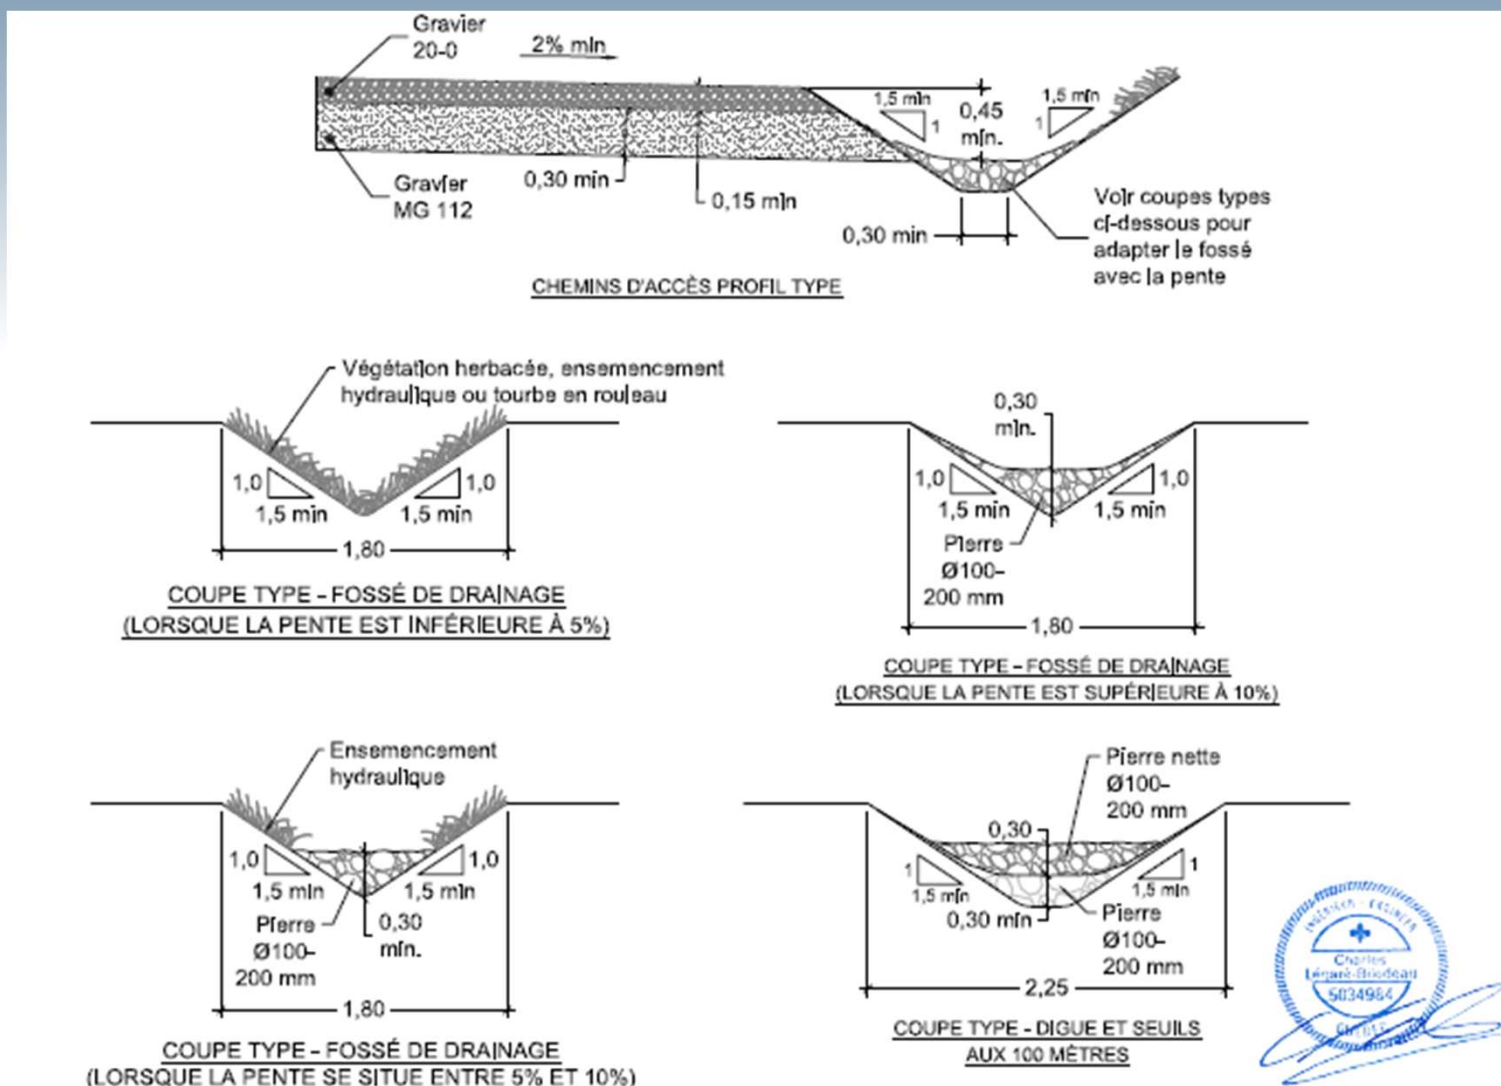 Gravier
20-0
2% min
1,5 min
1
0,45
min.
1,5 min
1
Gravier
MG 112
0,30 min
0,15 min
0,30 min
Voir coupes types
ci-dessous pour
adapter le fossé
avec la pente
CHEMINS D'ACCÈS PROFIL TYPE
Végétation herbacée, ensemencement
hydraulique ou tourbe en rouleau
1,0
1,5 min
1,0
1,5 min
1,80
COUPE TYPE - FOSSÉ DE DRAINAGE
(LORSQUE LA PENTE EST INFÉRIEURE À 5%)
0,30
min.
1,0
1,5 min
1,0
1,5 min
Pierre
Ø100-
200 mm
1,80
COUPE TYPE - FOSSÉ DE DRAINAGE
(LORSQUE LA PENTE EST SUPÉRIEURE À 10%)
Ensemencement
hydraulique
1,0
1,5 min
1,0
1,5 min
Pierre
Ø100-
200 mm
0,30
min.
1,80
COUPE TYPE - FOSSÉ DE DRAINAGE
(LORSQUE LA PENTE SE SITUE ENTRE 5% ET 10%)
Pierre nette
Ø100-
200 mm
0,30
1
1,5 min
1
1,5 min
0,30 min
Pierre
Ø100-
200 mm
2,25
COUPE TYPE - DIGUE ET SEUILS
AUX 100 MÈTRES
INGÉNIEUR - ENGINEER
Charles
5034984